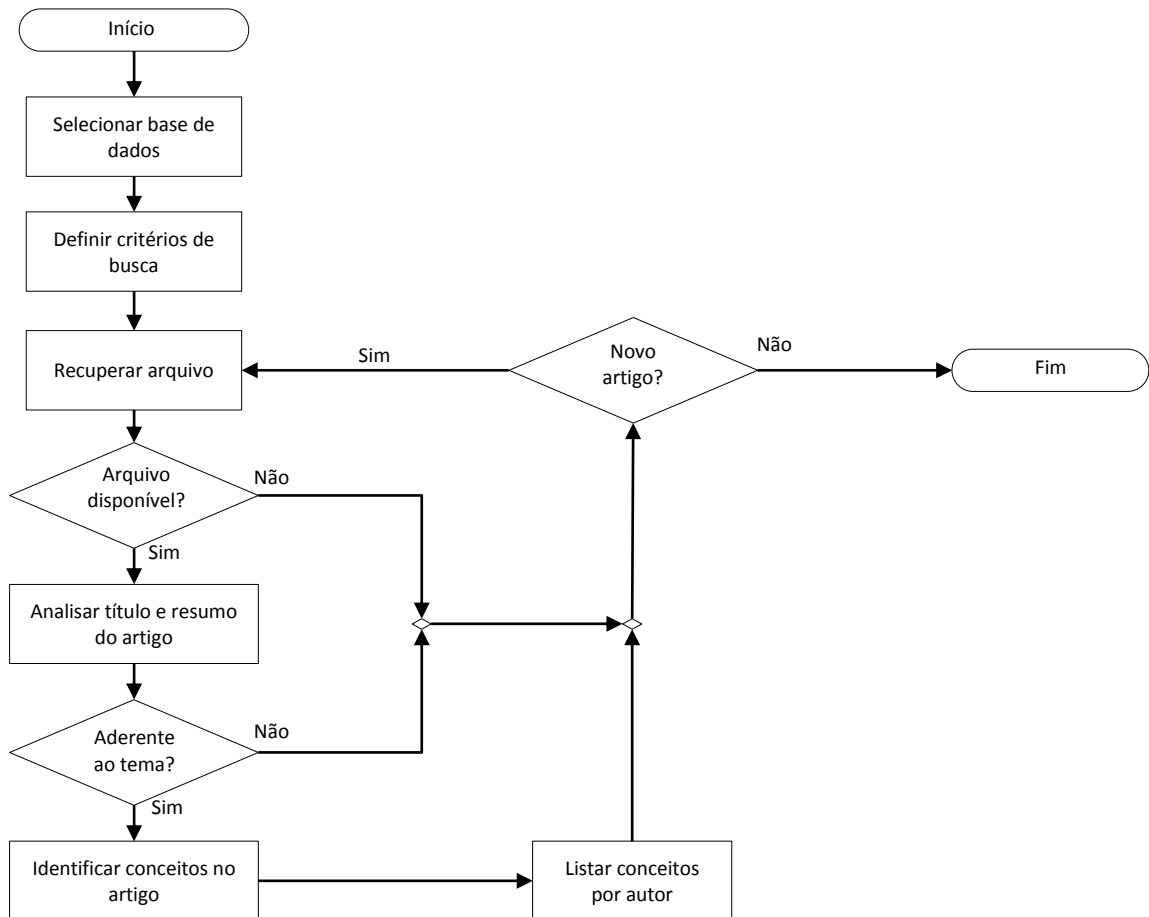 Início
Selecionar base de
dados
Definir critérios de
busca
Recuperar arquivo
Sim
Novo
artigo?
Não
Fim
Arquivo
disponível?
Não
Sim
Analisar título e resumo
do artigo
Aderente
ao tema?
Não
Sim
Identificar conceitos no
artigo
Listar conceitos
por autor